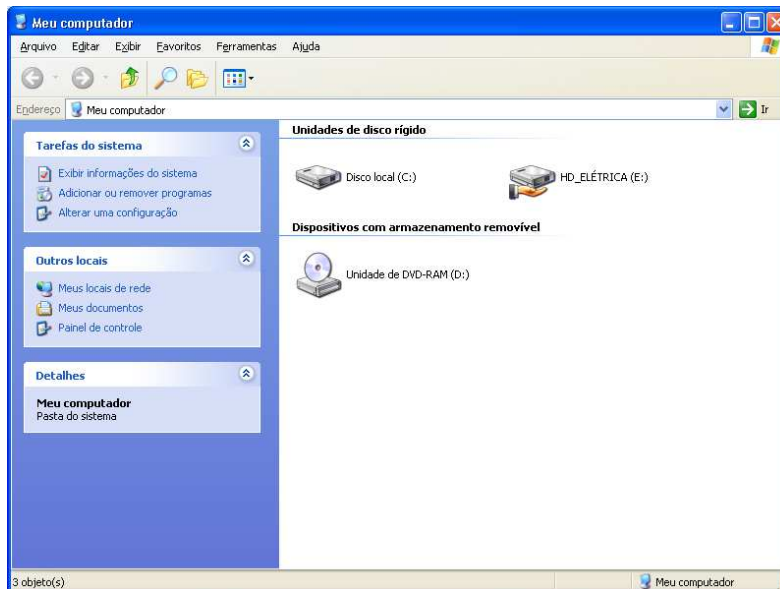 Meu computador
Arquivo Editar Exibir Favoritos Ferramentas Ajuda
Endereço Meu computador Ir
Tarefas do sistema
Exibir informações do sistema
Adicionar ou remover programas
Alterar uma configuração
Outros locais
Meus locais de rede
Meus documentos
Painel de controle
Detalhes
Meu computador
Pasta do sistema
Unidades de disco rígido
Disco local (C:) HD_ELÉTRICA (E:)
Dispositivos com armazenamento removível
Unidade de DVD-RAM (D:)
3 objeto(s) Meu computador